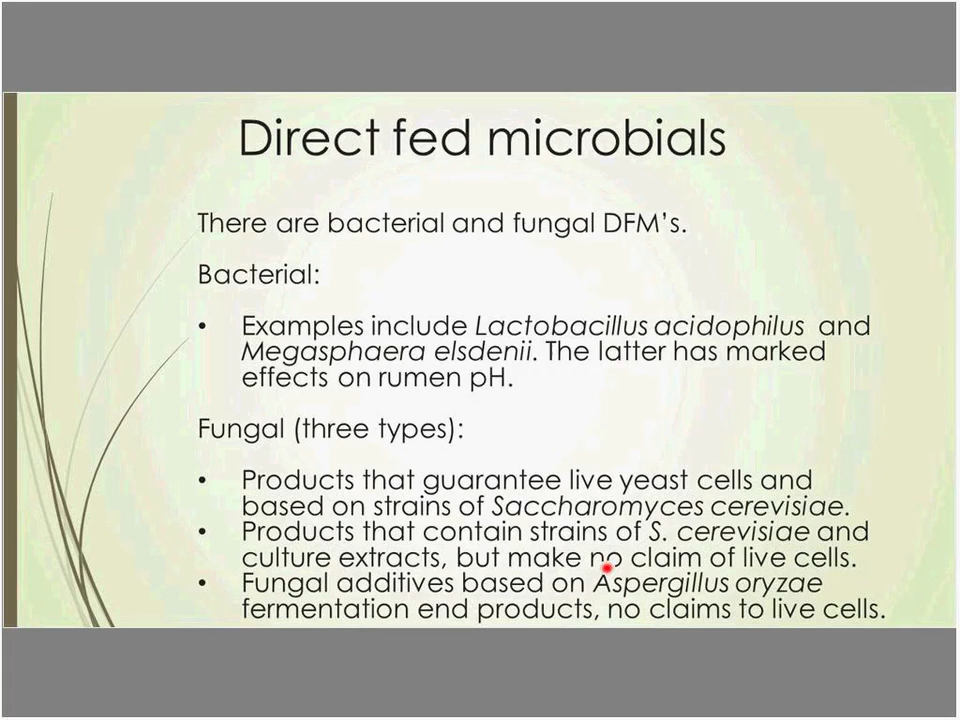 Direct fed microbials
There are bacterial and fungal DFM's.
Bacterial:
• Examples include Lactobacillus acidophilus and
Megasphaera elsdenii. The latter has marked
effects on rumen pH.
Fungal (three types):
• Products that guarantee live yeast cells and
based on strains of Saccharomyces cerevisiae.
• Products that contain strains of S. cerevisiae and
culture extracts, but make no claim of live cells.
• Fungal additives based on Aspergillus oryzae
fermentation end products, no claims to live cells.